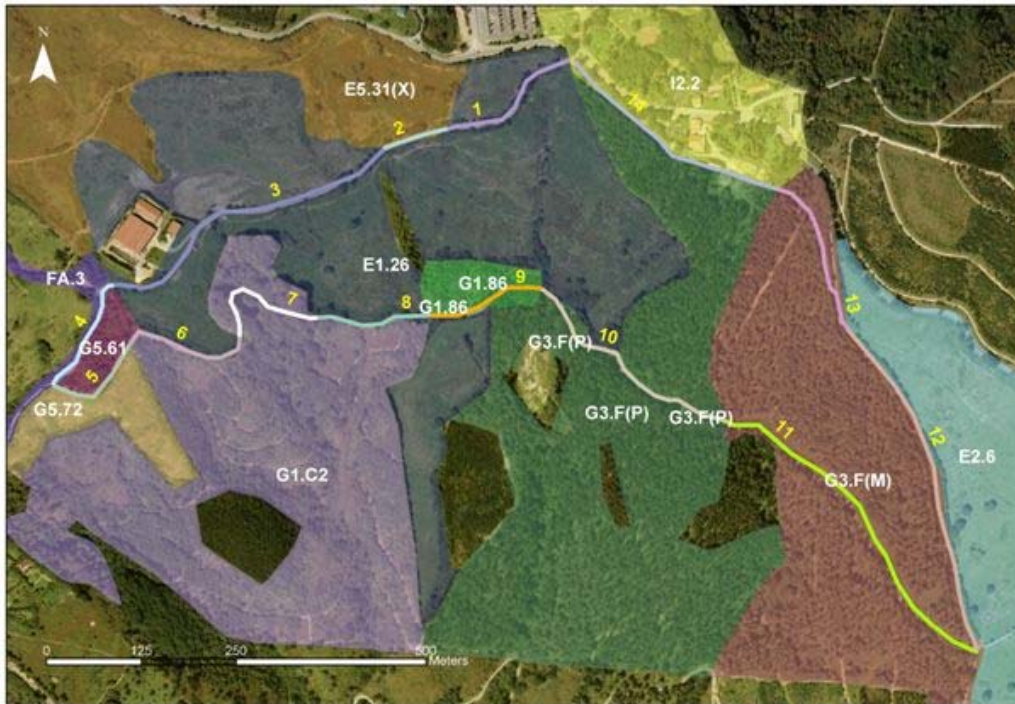 N
I2.2
E5.31(X)
1
14
2
3
FA.3
E1.26
G1.86
9
7
8
G1.86
13
4
6
G3.F(P)
10
G5.61
5
G5.72
G3.F(P)
G3.F(P)
11
12
E2.6
G1.C2
G3.F(M)
0
250
500
Meters